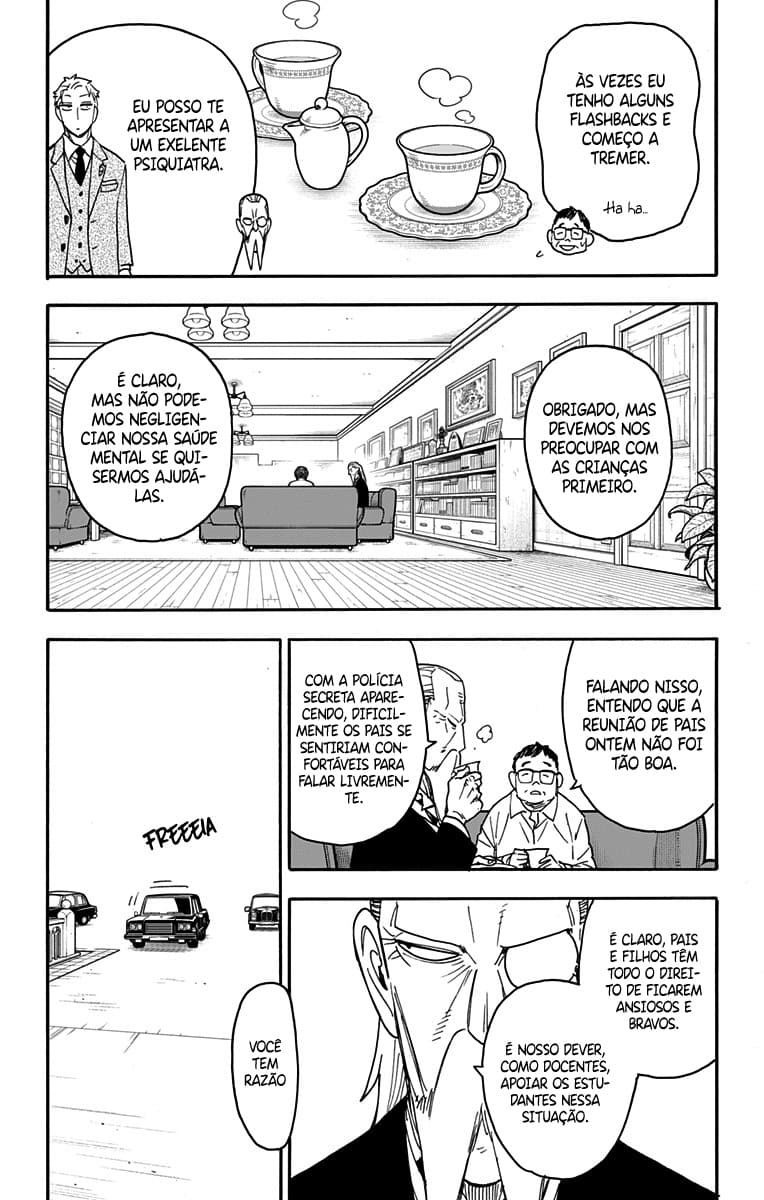 ÀS VEZES EU
TENHO ALGUNS
FLASHBACKS E
COMEÇO A
TREMER.
Ha ha...
EU POSSO TE
APRESENTAR A
UM EXELENTE
PSIQUIATRA.
OBRIGADO, MAS
DEVEMOS NOS
PREOCUPAR COM
AS CRIANÇAS
PRIMEIRO.
É CLARO,
MAS NÃO PODE-
MOS NEGLIGEN-
CIAR NOSSA SAÚDE
MENTAL SE QUI-
SERMOS AJUDÁ-
LAS.
FALANDO NISSO,
ENTENDO QUE A
REUNIÃO DE PAIS
ONTEM NÃO FOI
TÃO BOA.
COM A POLÍCIA
SECRETA APARE-
CENDO, DIFICIL-
MENTE OS PAIS SE
SENTIRIAM CON-
FORTÁVEIS PARA
FALAR LIVREMEN-
TE.
É CLARO, PAIS
E FILHOS TÊM
TODO O DIREI-
TO DE FICAREM
ANSIOSOS E
BRAVOS.
É NOSSO DEVER,
COMO DOCENTES,
APOIAR OS ESTU-
DANTES NESSA
SITUAÇÃO.
VOCÊ
TEM
RAZÃO
FREEEIA